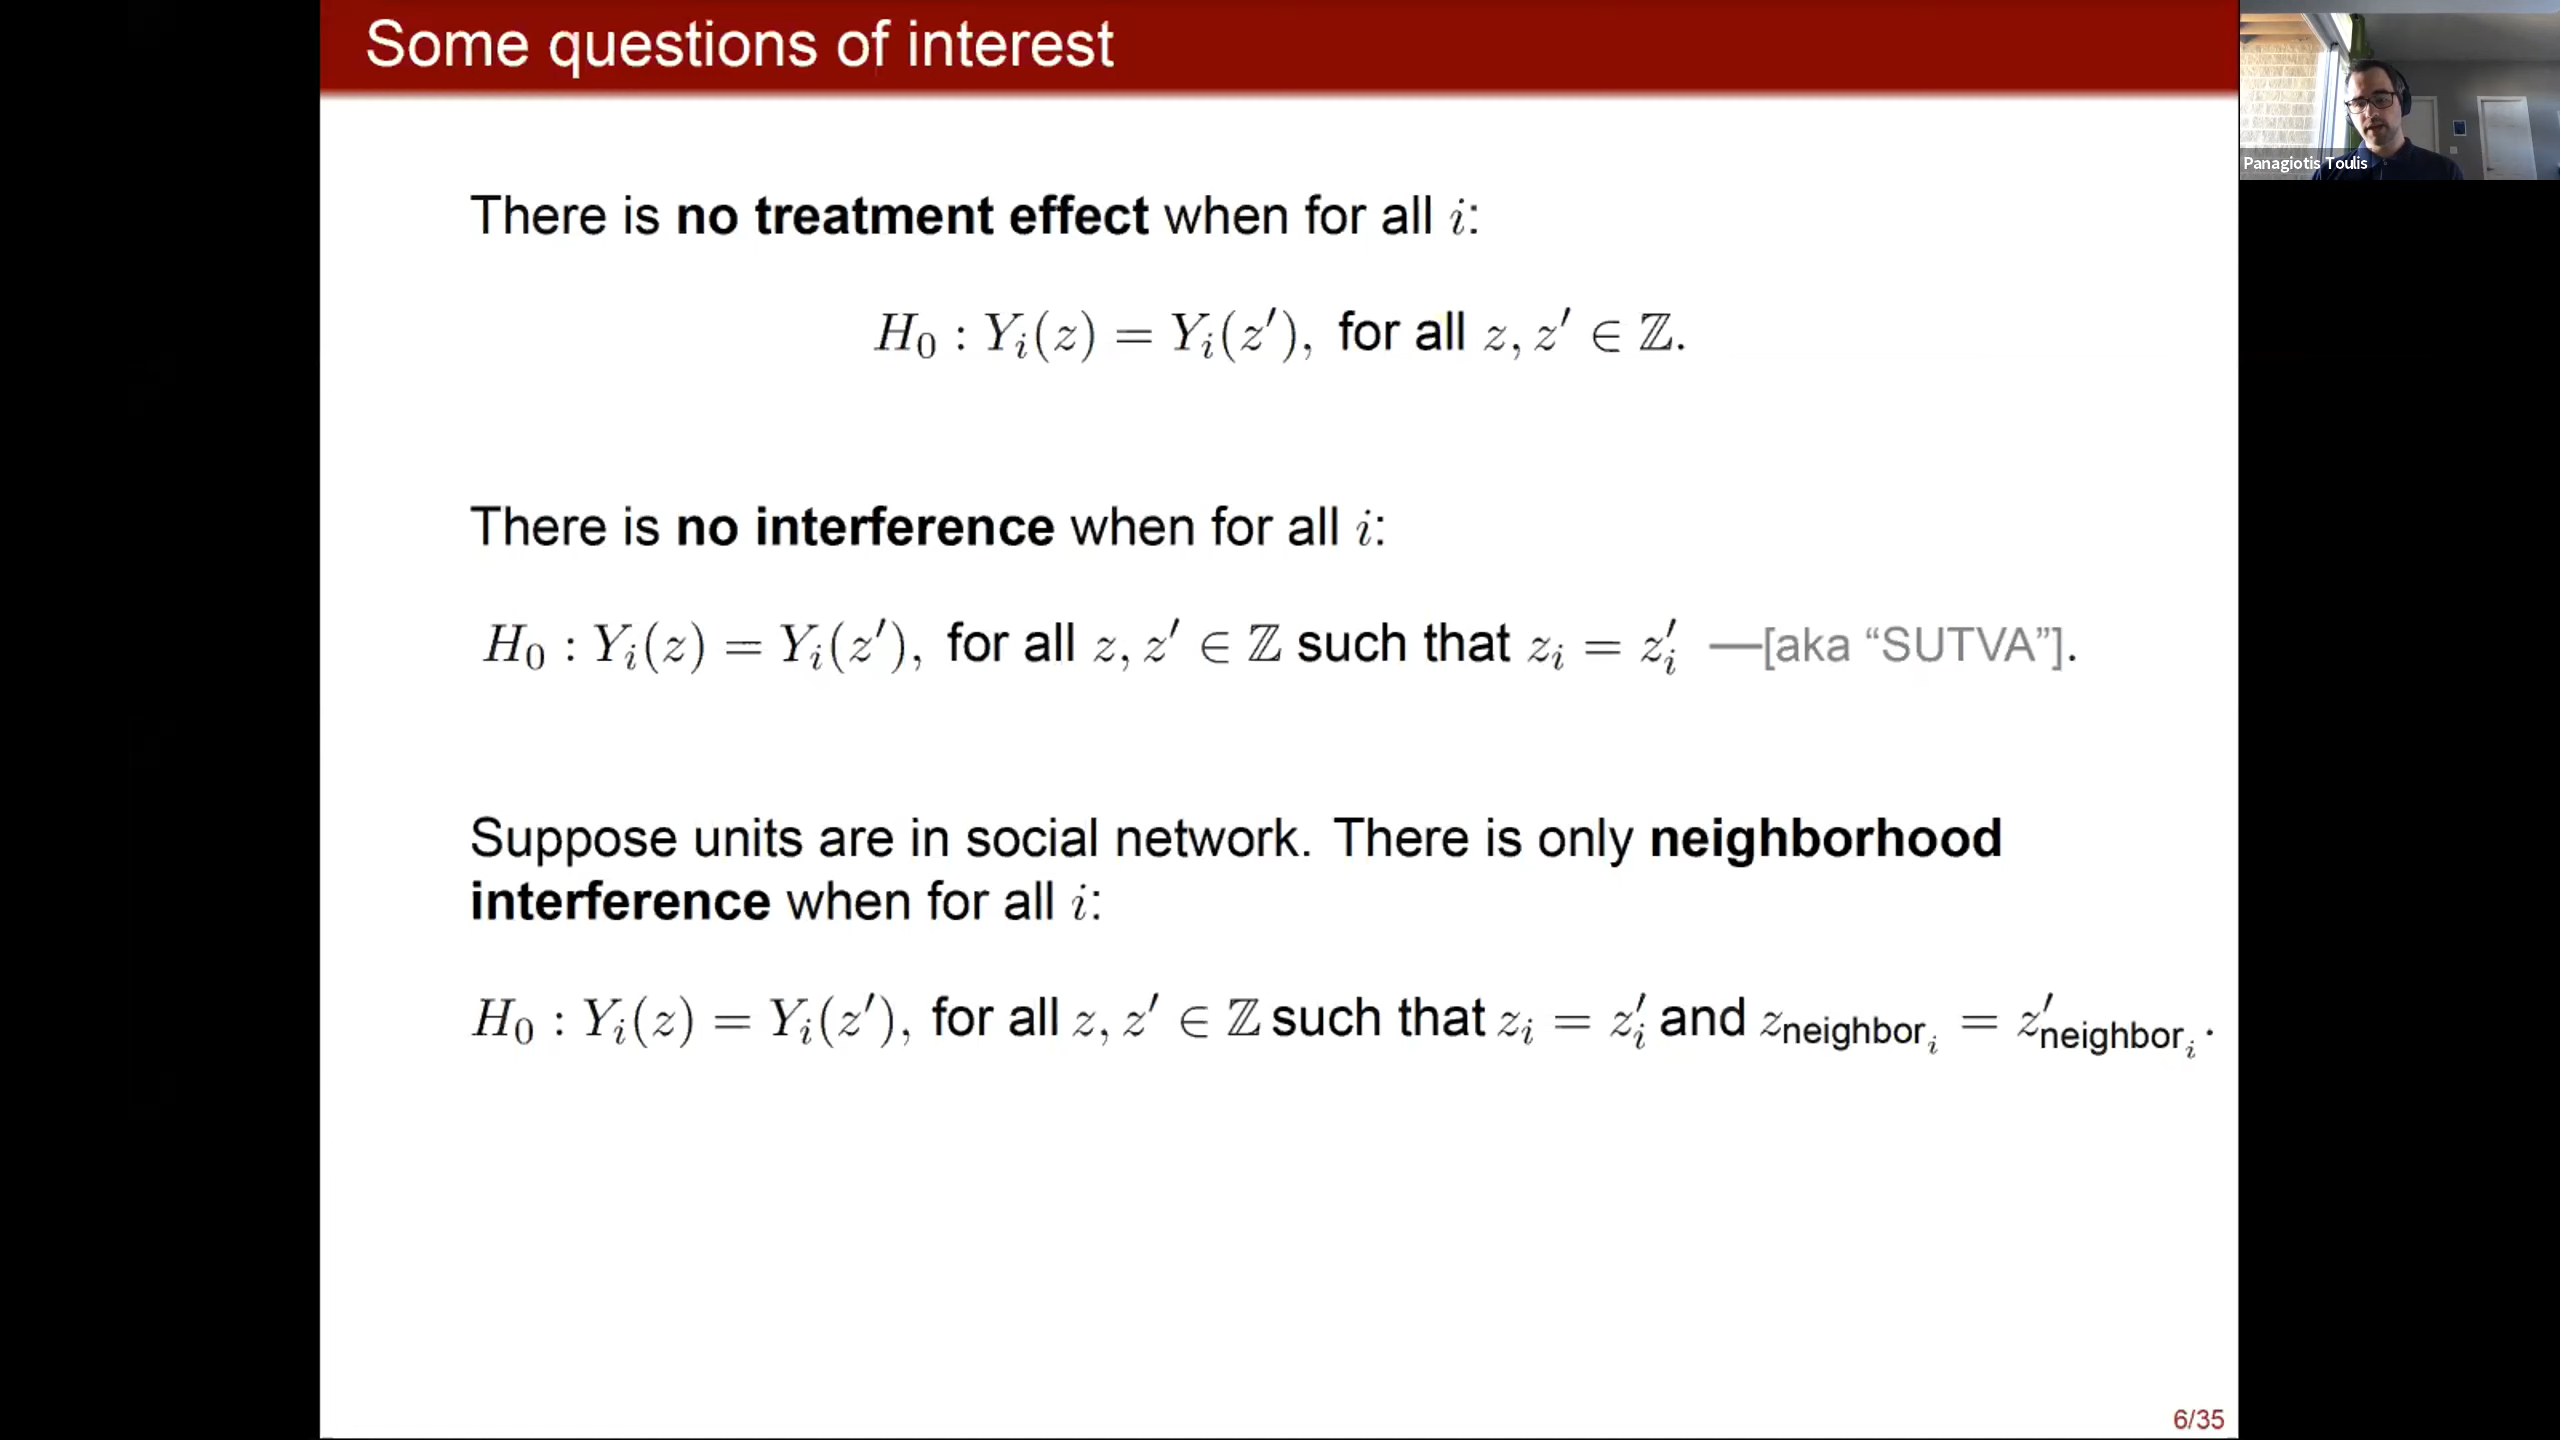 Some questions of interest
Panagiotis Toulis
There is no treatment effect when for all i:
H₀ : Yᵢ(z) = Yᵢ(z′), for all z, z′ ∈ ℤ.
There is no interference when for all i:
H₀ : Yᵢ(z) = Yᵢ(z′), for all z, z′ ∈ ℤ such that zᵢ = z′ᵢ —[aka “SUTVA”].
Suppose units are in social network. There is only neighborhood
interference when for all i:
H₀ : Yᵢ(z) = Yᵢ(z′), for all z, z′ ∈ ℤ such that zᵢ = z′ᵢ and z_neighborᵢ = z′_neighborᵢ.
6/35